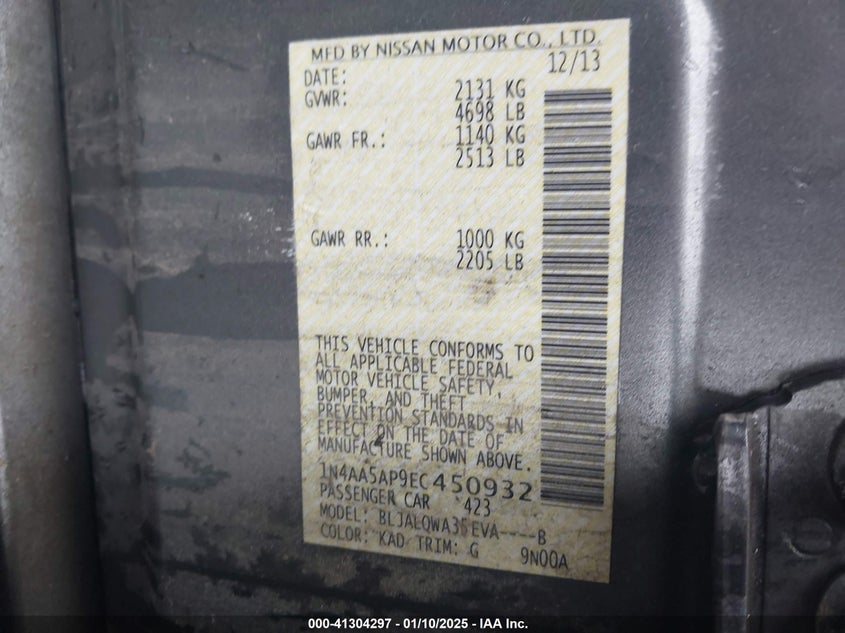 MFD BY NISSAN MOTOR CO., LTD.
DATE: 12/13
GVWR: 2131 KG
4698 LB
GAWR FR.: 1140 KG
2513 LB
GAWR RR.: 1000 KG
2205 LB
THIS VEHICLE CONFORMS TO
ALL APPLICABLE FEDERAL
MOTOR VEHICLE SAFETY,
BUMPER, AND THEFT
PREVENTION STANDARDS IN
EFFECT ON THE DATE OF
MANUFACTURE SHOWN ABOVE.
1N4AA5AP9EC450932
PASSENGER CAR 423
MODEL: BLJALQWA35EVA----B
COLOR: KAD TRIM: G 9N00A
000-41304297 - 01/10/2025 - IAA Inc.